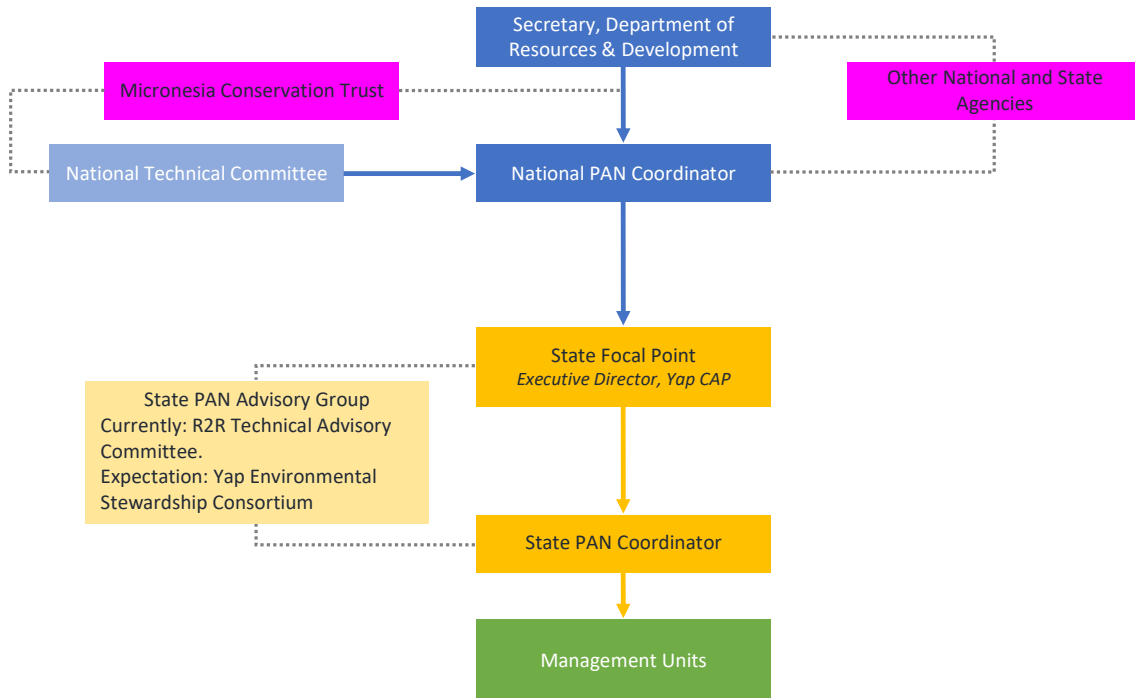 Secretary, Department of
Resources & Development
Micronesia Conservation Trust
Other National and State
Agencies
National Technical Committee
National PAN Coordinator
State Focal Point
Executive Director, Yap CAP
State PAN Advisory Group
Currently: R2R Technical Advisory
Committee.
Expectation: Yap Environmental
Stewardship Consortium
State PAN Coordinator
Management Units